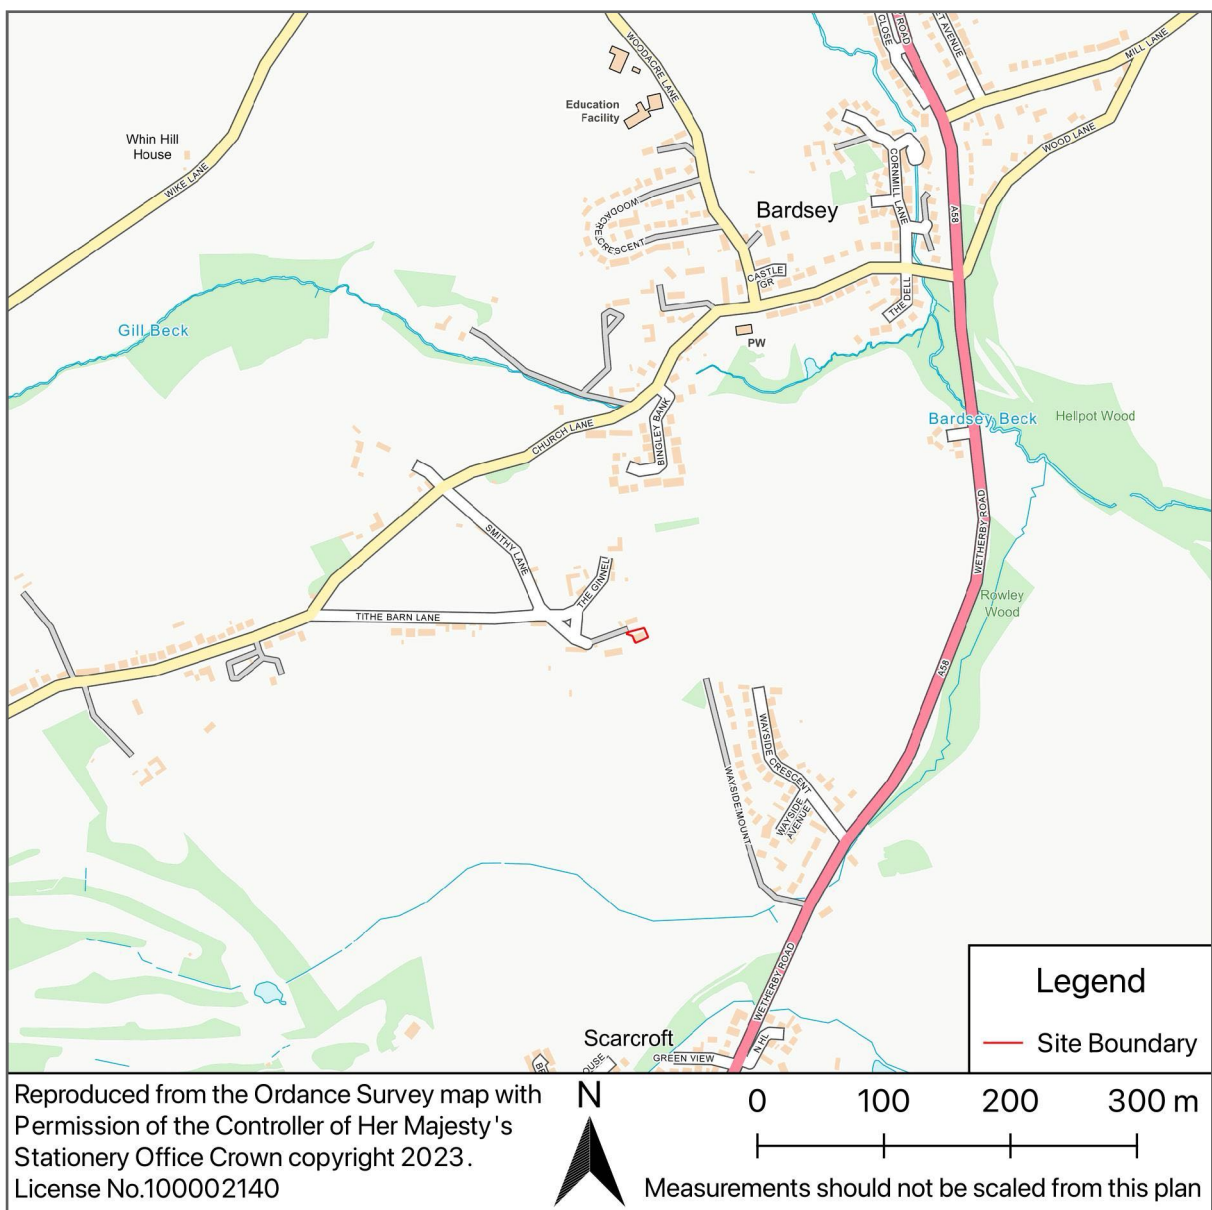 CLOSE
ROAD
T AVENUE
MILL LANE
WOODACRE LANE
Education
Facility
Whin Hill
House
WIKE LANE
WOOD LANE
CORNMILL LANE
A58
Bardsey
WOODACRE
CRESCENT
CASTLE
GR
THE DELL
Gill Beck
PW
BINGLEY BANK
CHURCH LANE
Bardsey Beck
Hellpot Wood
SMITHY LANE
WETHERBY ROAD
THE GINNEL
Rowley
Wood
TITHE BARN LANE
A58
WAYSIDE CRESCENT
WAYSIDE MOUNT
WAYSIDE
AVENUE
WETHERBY ROAD
Scarcroft
GREEN VIEW
N HL
BR
OUSE
Legend
Site Boundary
Reproduced from the Ordance Survey map with
Permission of the Controller of Her Majesty's
Stationery Office Crown copyright 2023.
License No.100002140
N
0 100 200 300 m
Measurements should not be scaled from this plan